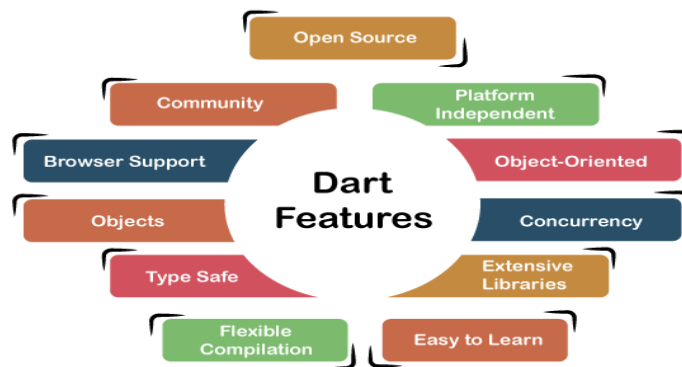 Open Source
Community
Platform
Independent
Browser Support
Object-Oriented
Dart
Features
Objects
Concurrency
Type Safe
Extensive
Libraries
Flexible
Compilation
Easy to Learn